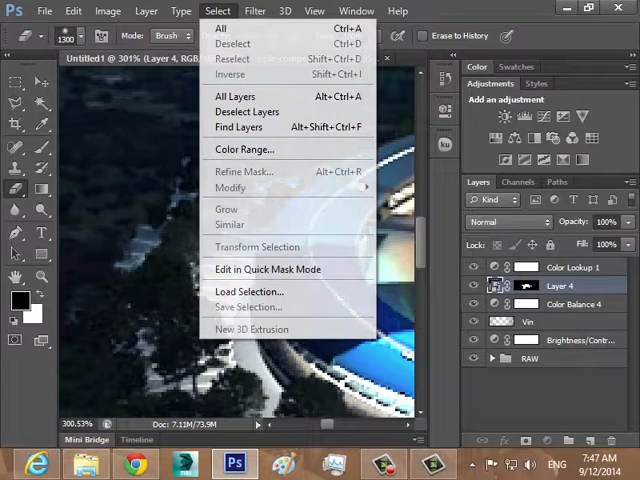 Ps File Edit Image Layer Type Select Filter 3D View Window Help
1300 Mode: Brush Erase to History
Untitled1 @ 301% (Layer 4, RGB/
All Ctrl+A
Deselect Ctrl+D
Reselect Shift+Ctrl+D
Inverse Shift+Ctrl+I
All Layers Alt+Ctrl+A
Deselect Layers
Find Layers Alt+Shift+Ctrl+F
Color Range...
Refine Mask... Alt+Ctrl+R
Modify
Grow
Similar
Transform Selection
Edit in Quick Mask Mode
Load Selection...
Save Selection...
New 3D Extrusion
Color Swatches
Adjustments Styles
Add an adjustment
Layers Channels Paths
Kind
Normal Opacity: 100%
Lock: Fill: 100%
Color Lookup 1
Layer 4
Color Balance 4
Vin
Brightness/Contr...
RAW
300.53% Doc: 7.11M/73.9M
Mini Bridge Timeline
ENG
7:47 AM
9/12/2014